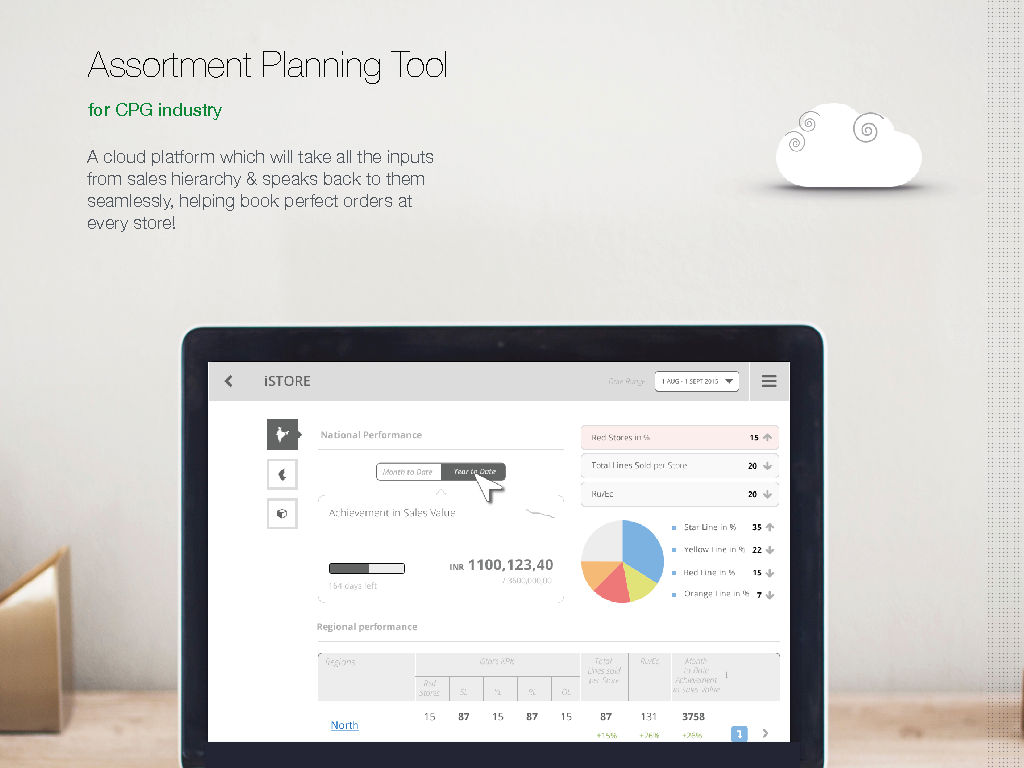 Assortment Planning Tool
for CPG industry
A cloud platform which will take all the inputs
from sales hierarchy & speaks back to them
seamlessly, helping book perfect orders at
every store!
iSTORE
Date Range
1 AUG - 1 SEPT 2015
National Performance
Month to Date
Year to Date
Achievement in Sales Value
INR 1100,123,40
/ 3600,000,00
164 days left
Red Stores in % 15
Total Lines Sold per Store 20
Ru/Ec 20
Star Line in % 35
Yellow Line in % 22
Red Line in % 15
Orange Line in % 7
Regional performance
Regions
iStore KPIs
Red
Stores
SL
YL
RL
OL
Total
Lines sold
per Store
Ru/Ec
Month
to Date
Achievement
in Sales Value
North 15 87 15 87 15 87 131 3758
+15% +26% +26%